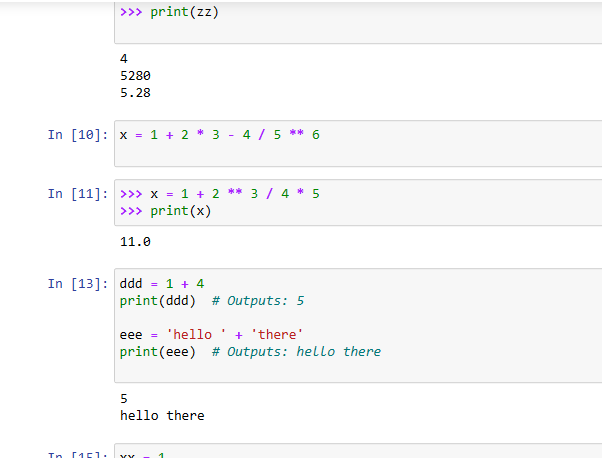 >>> print(zz)
4
5280
5.28
In [10]: x = 1 + 2 * 3 - 4 / 5 ** 6
In [11]: >>> x = 1 + 2 ** 3 / 4 * 5
>>> print(x)
11.0
In [13]: ddd = 1 + 4
print(ddd)  # Outputs: 5
eee = 'hello ' + 'there'
print(eee)  # Outputs: hello there
5
hello there
In [15]: xx = 1